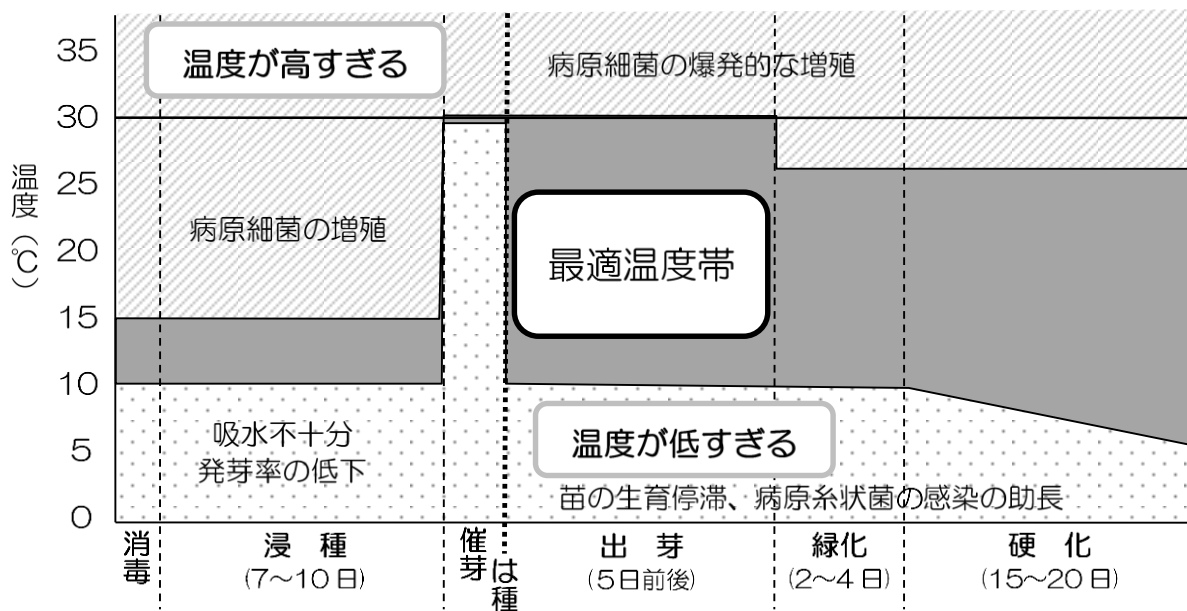 温度が高すぎる
病原細菌の爆発的な増殖
温度(℃)
35
30
25
20
15
10
5
0
病原細菌の増殖
最適温度帯
吸水不十分
発芽率の低下
温度が低すぎる
苗の生育停滞、病原糸状菌の感染の助長
消毒
浸 種
(7～10日)
催芽
は種
出 芽
(5日前後)
緑化
(2～4日)
硬 化
(15～20日)